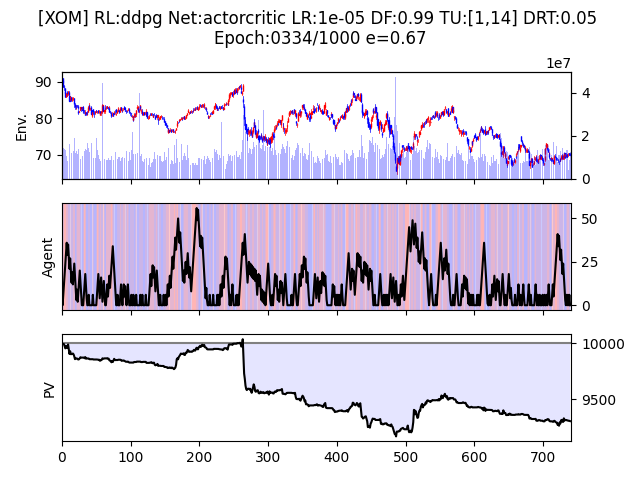 [XOM] RL:ddpg Net:actorcritic LR:1e-05 DF:0.99 TU:[1,14] DRT:0.05
Epoch:0334/1000 e=0.67
1e7
90
80
70
Env.
4
2
0
Agent
50
25
0
PV
10000
9500
0 100 200 300 400 500 600 700